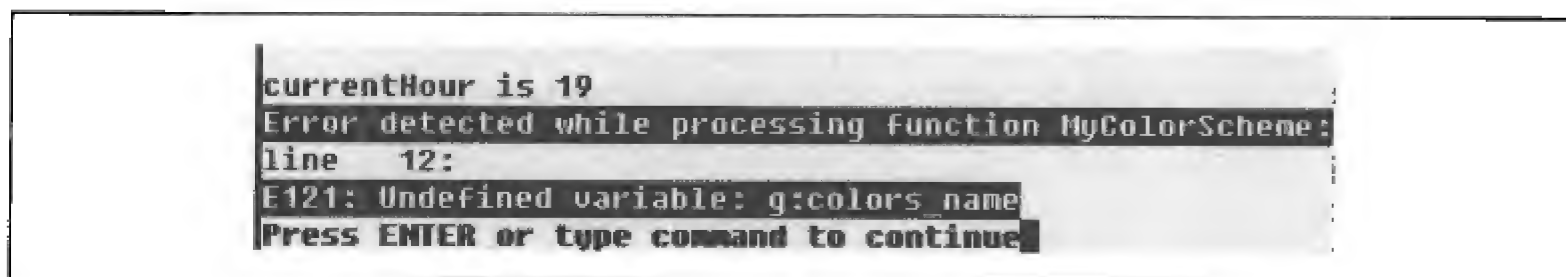 currentHour is 19
Error detected while processing function MyColorScheme:
line   12:
E121: Undefined variable: g:colors_name
Press ENTER or type command to continue